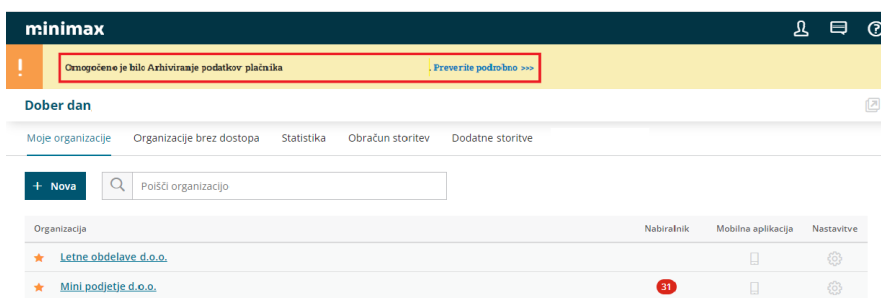 minimax
! Omogočeno je bilo Arhiviranje podatkov plačnika . Preverite podrobno >>>
Dober dan
Moje organizacije Organizacije brez dostopa Statistika Obračun storitev Dodatne storitve
+ Nova Poišči organizacijo
Organizacija Nabiralnik Mobilna aplikacija Nastavitve
Letne obdelave d.o.o.
Mini podjetje d.o.o. 31